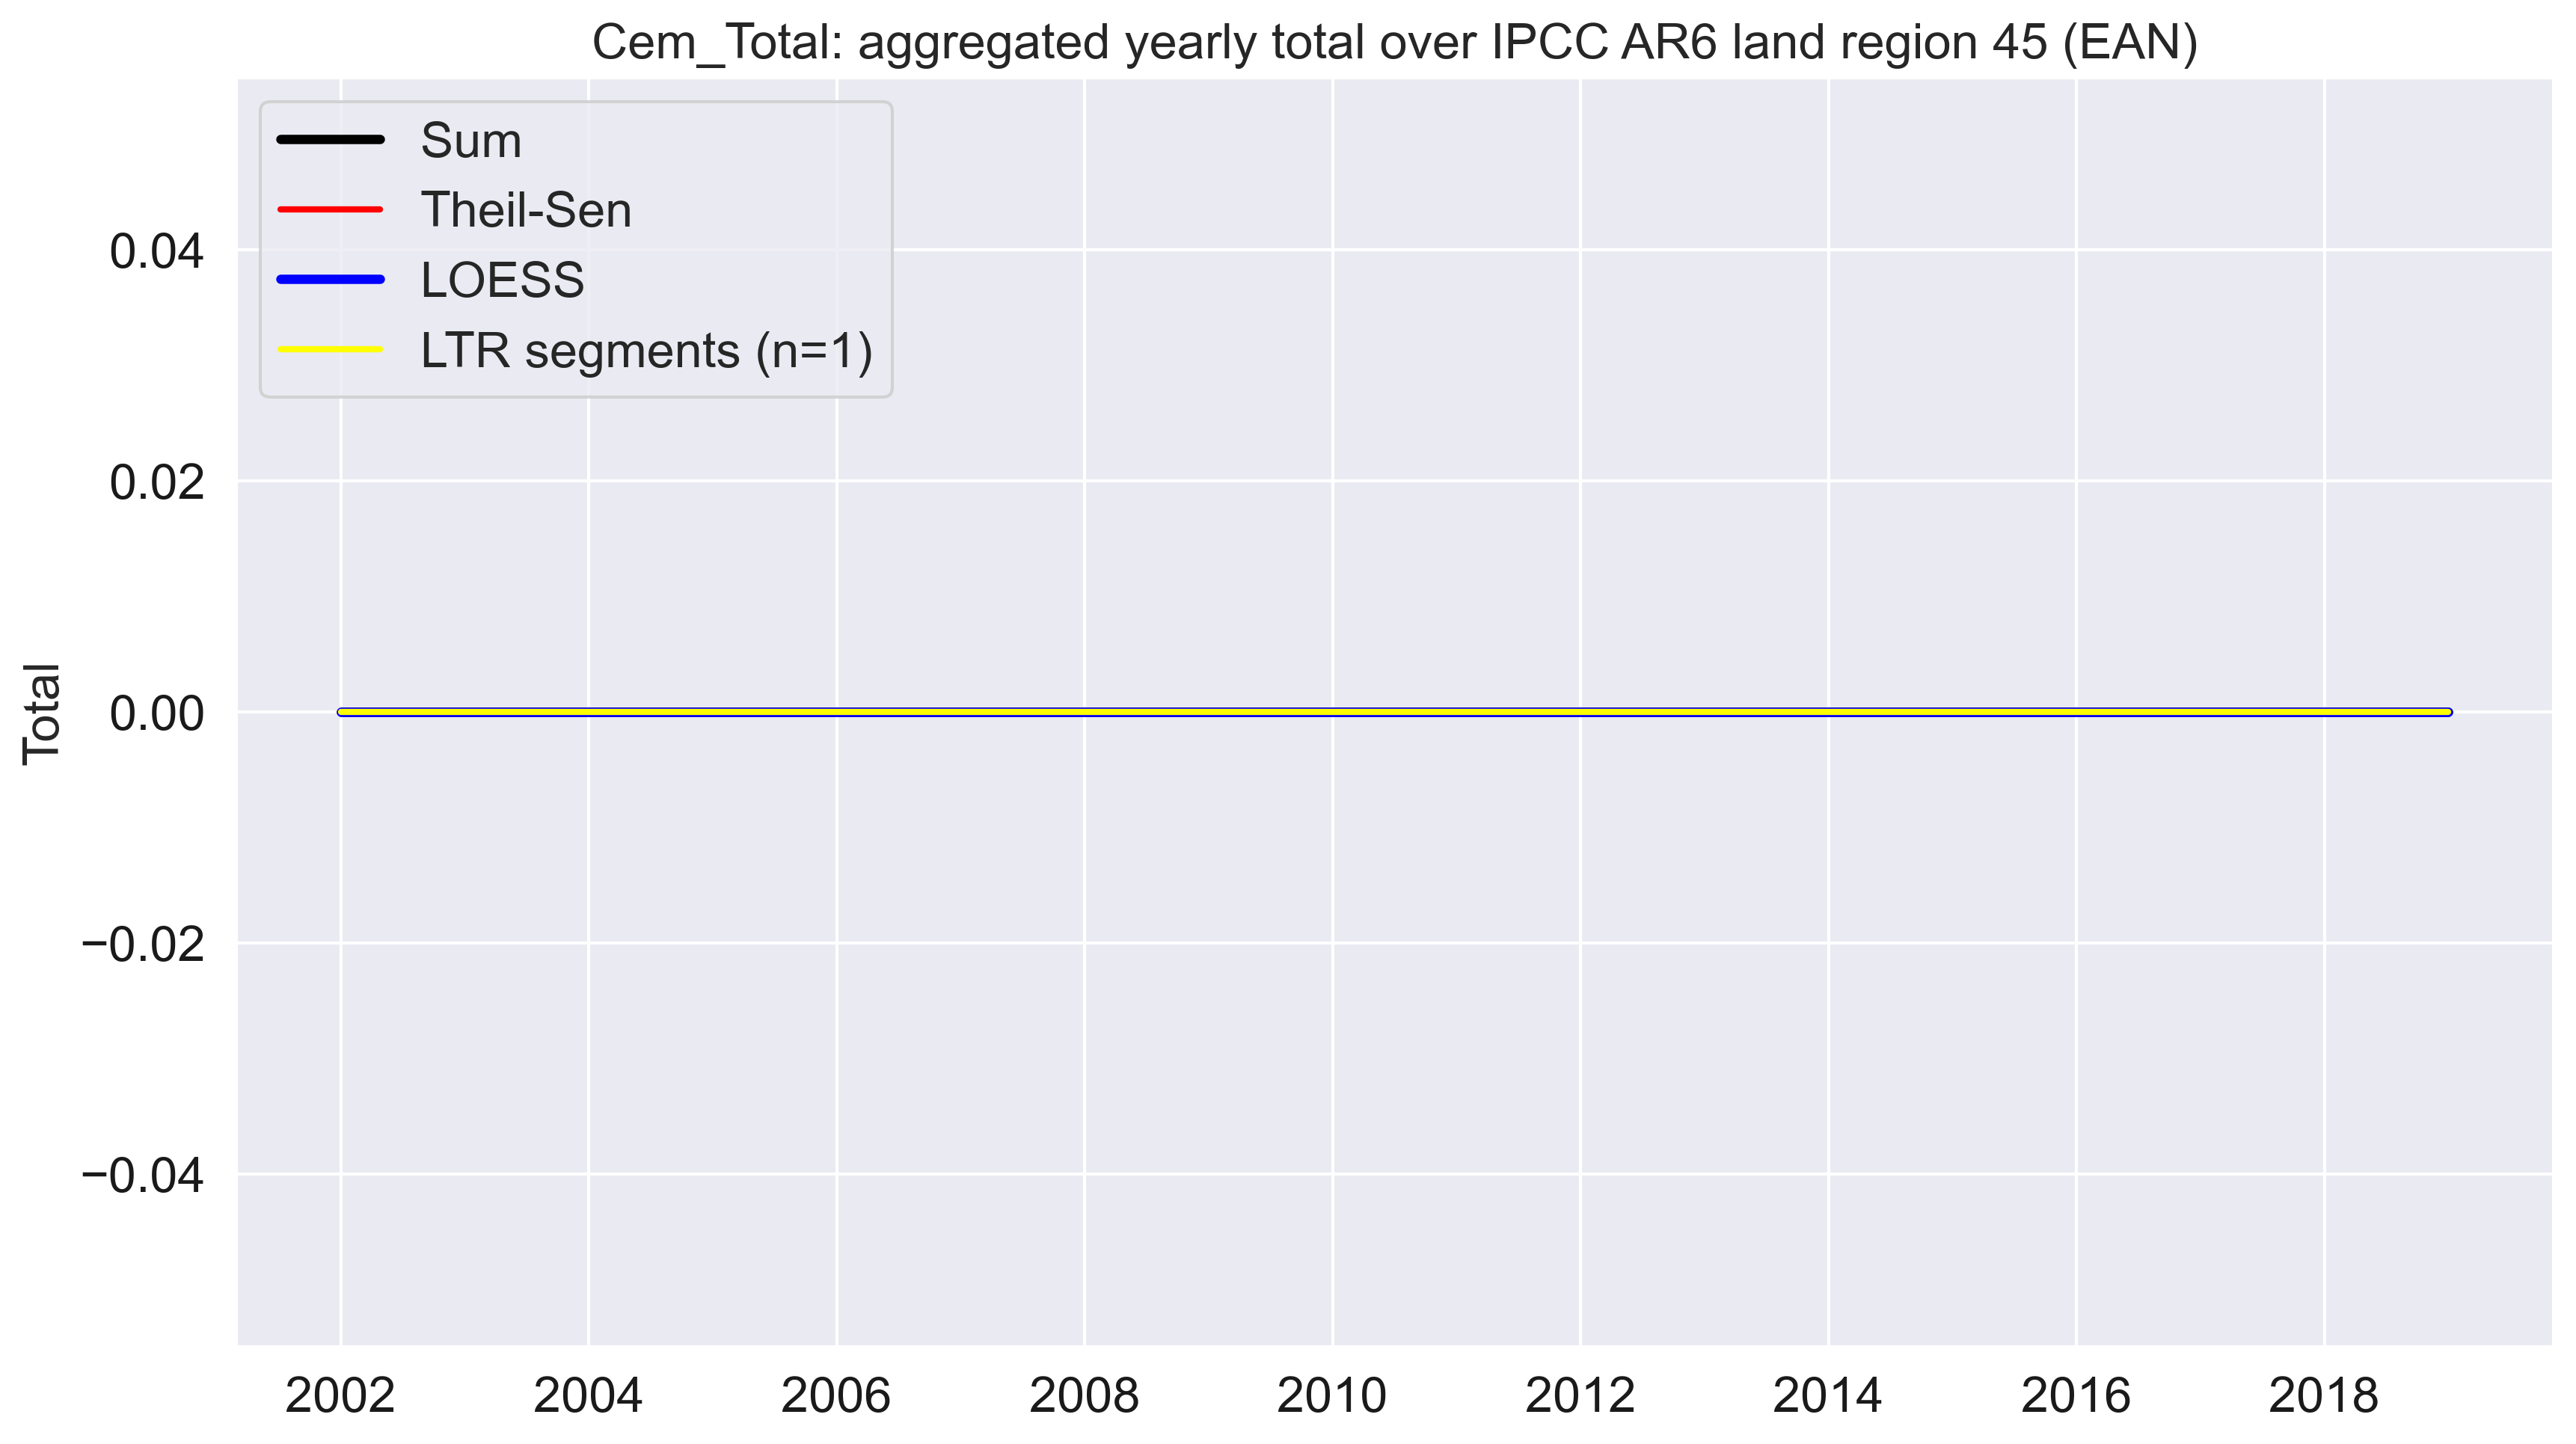 Cem_Total: aggregated yearly total over IPCC AR6 land region 45 (EAN)
Sum
Theil-Sen
LOESS
LTR segments (n=1)
0.04
0.02
0.00
−0.02
−0.04
Total
2002 2004 2006 2008 2010 2012 2014 2016 2018